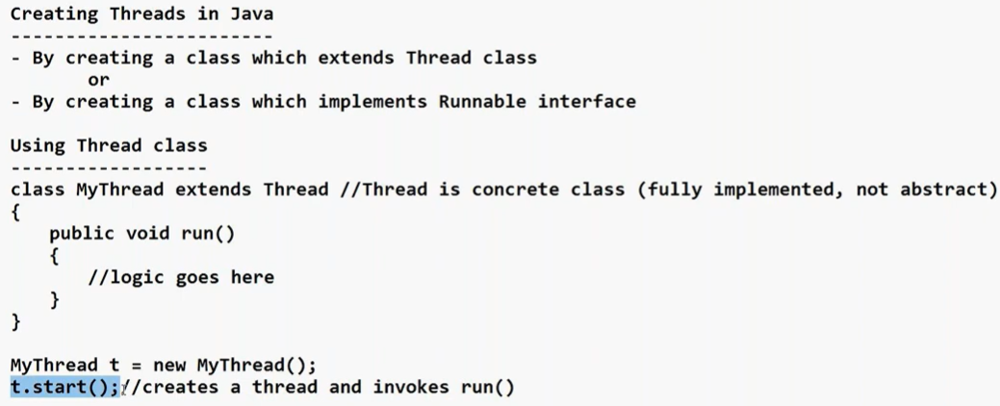 Creating Threads in Java
------------------------
- By creating a class which extends Thread class
or
- By creating a class which implements Runnable interface
Using Thread class
------------------
class MyThread extends Thread //Thread is concrete class (fully implemented, not abstract)
{
public void run()
{
//logic goes here
}
}
MyThread t = new MyThread();
t.start();//creates a thread and invokes run()